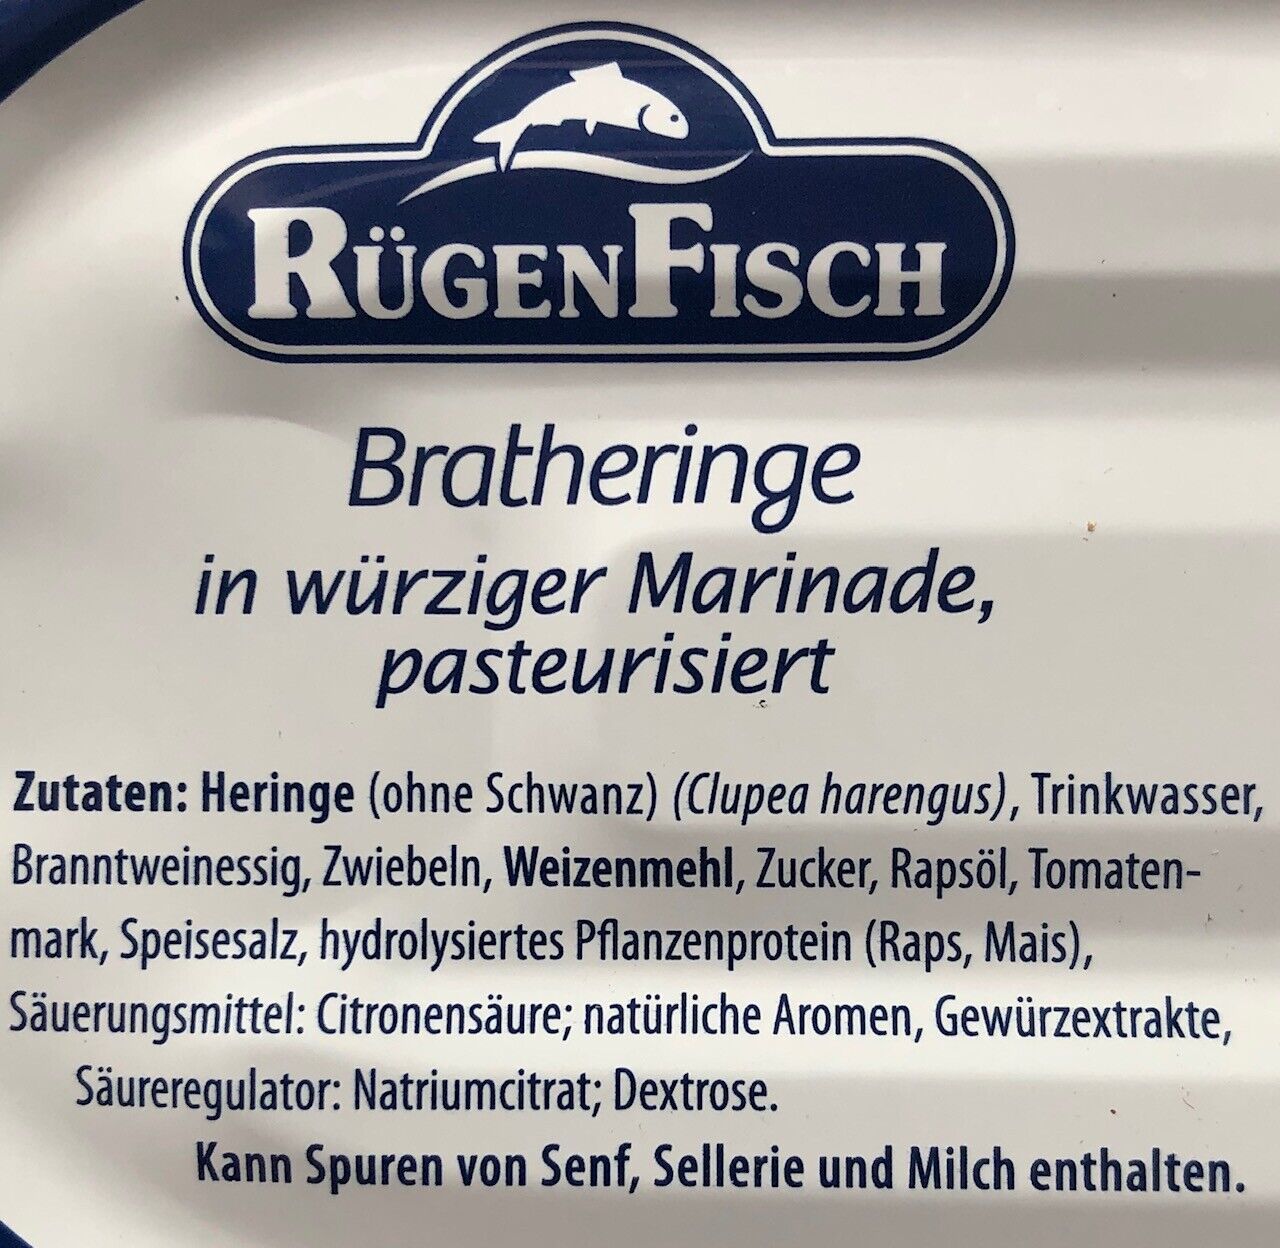 RÜGENFISCH
Bratheringe
in würziger Marinade,
pasteurisiert
Zutaten: Heringe (ohne Schwanz) (Clupea harengus), Trinkwasser,
Branntweinessig, Zwiebeln, Weizenmehl, Zucker, Rapsöl, Tomaten-
mark, Speisesalz, hydrolysiertes Pflanzenprotein (Raps, Mais),
Säuerungsmittel: Citronensäure; natürliche Aromen, Gewürzextrakte,
Säureregulator: Natriumcitrat; Dextrose.
Kann Spuren von Senf, Sellerie und Milch enthalten.